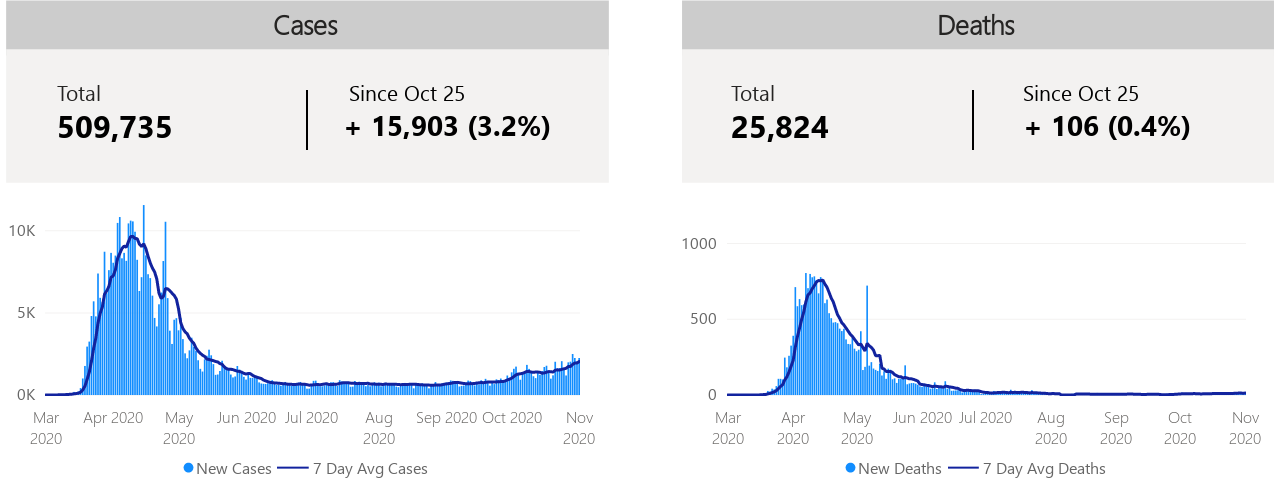 Cases
Total
509,735
Since Oct 25
+ 15,903 (3.2%)
10K
5K
0K
Mar 2020
Apr 2020
May 2020
Jun 2020
Jul 2020
Aug 2020
Sep 2020
Oct 2020
Nov 2020
New Cases
7 Day Avg Cases
Deaths
Total
25,824
Since Oct 25
+ 106 (0.4%)
1000
500
0
Mar 2020
Apr 2020
May 2020
Jun 2020
Jul 2020
Aug 2020
Sep 2020
Oct 2020
Nov 2020
New Deaths
7 Day Avg Deaths